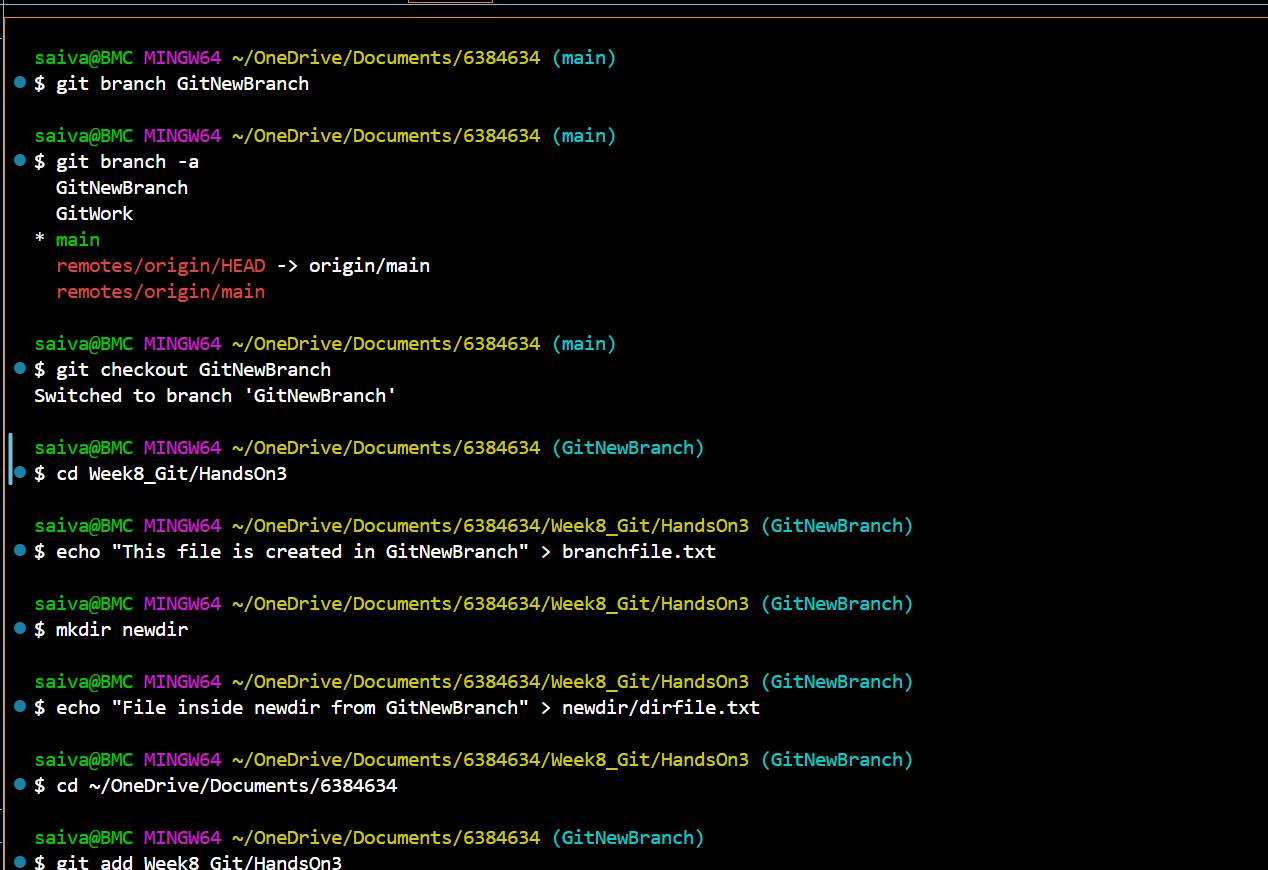 saiva@BMC MINGW64 ~/OneDrive/Documents/6384634 (main)
$ git branch GitNewBranch
saiva@BMC MINGW64 ~/OneDrive/Documents/6384634 (main)
$ git branch -a
  GitNewBranch
  GitWork
* main
  remotes/origin/HEAD -> origin/main
  remotes/origin/main
saiva@BMC MINGW64 ~/OneDrive/Documents/6384634 (main)
$ git checkout GitNewBranch
Switched to branch 'GitNewBranch'
saiva@BMC MINGW64 ~/OneDrive/Documents/6384634 (GitNewBranch)
$ cd Week8_Git/HandsOn3
saiva@BMC MINGW64 ~/OneDrive/Documents/6384634/Week8_Git/HandsOn3 (GitNewBranch)
$ echo "This file is created in GitNewBranch" > branchfile.txt
saiva@BMC MINGW64 ~/OneDrive/Documents/6384634/Week8_Git/HandsOn3 (GitNewBranch)
$ mkdir newdir
saiva@BMC MINGW64 ~/OneDrive/Documents/6384634/Week8_Git/HandsOn3 (GitNewBranch)
$ echo "File inside newdir from GitNewBranch" > newdir/dirfile.txt
saiva@BMC MINGW64 ~/OneDrive/Documents/6384634/Week8_Git/HandsOn3 (GitNewBranch)
$ cd ~/OneDrive/Documents/6384634
saiva@BMC MINGW64 ~/OneDrive/Documents/6384634 (GitNewBranch)
$ git add Week8_Git/HandsOn3